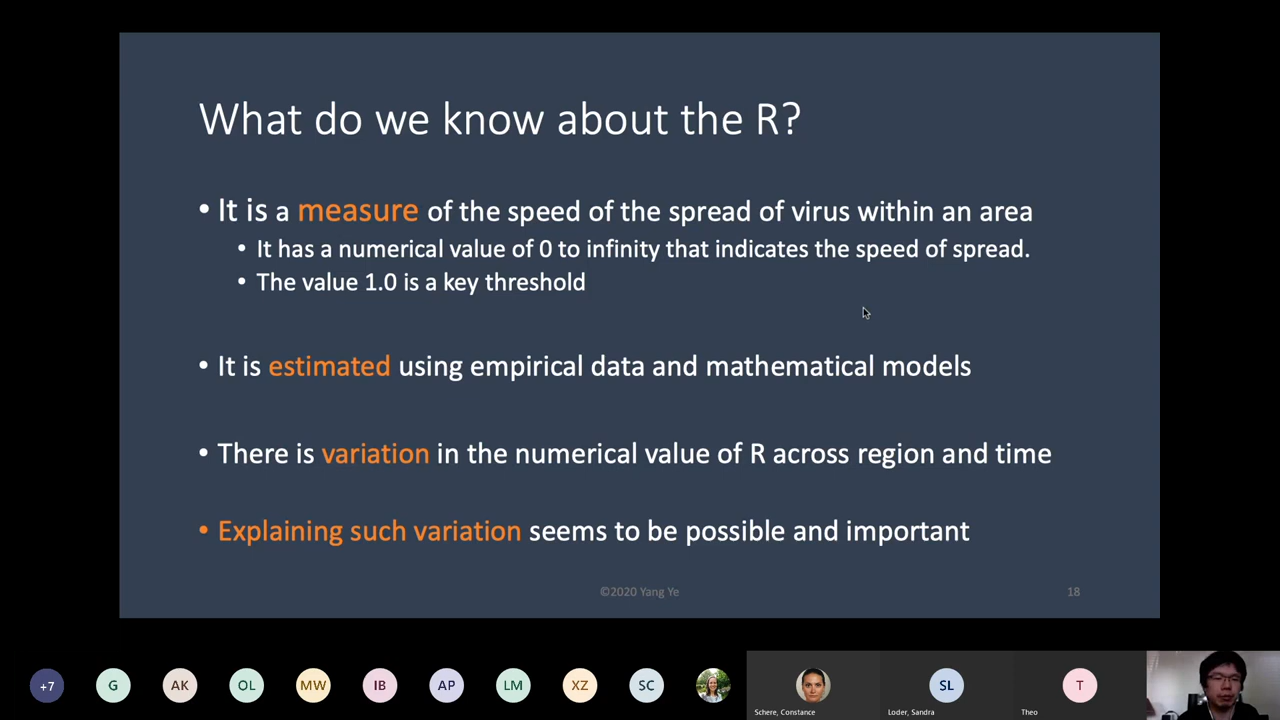 What do we know about the R?
• It is a measure of the speed of the spread of virus within an area
• It has a numerical value of 0 to infinity that indicates the speed of spread.
• The value 1.0 is a key threshold
• It is estimated using empirical data and mathematical models
• There is variation in the numerical value of R across region and time
• Explaining such variation seems to be possible and important
©2020 Yang Ye
18
+7
G
AK
OL
MW
IB
AP
LM
XZ
SC
SL
T
Schere, Constance
Loder, Sandra
Theo